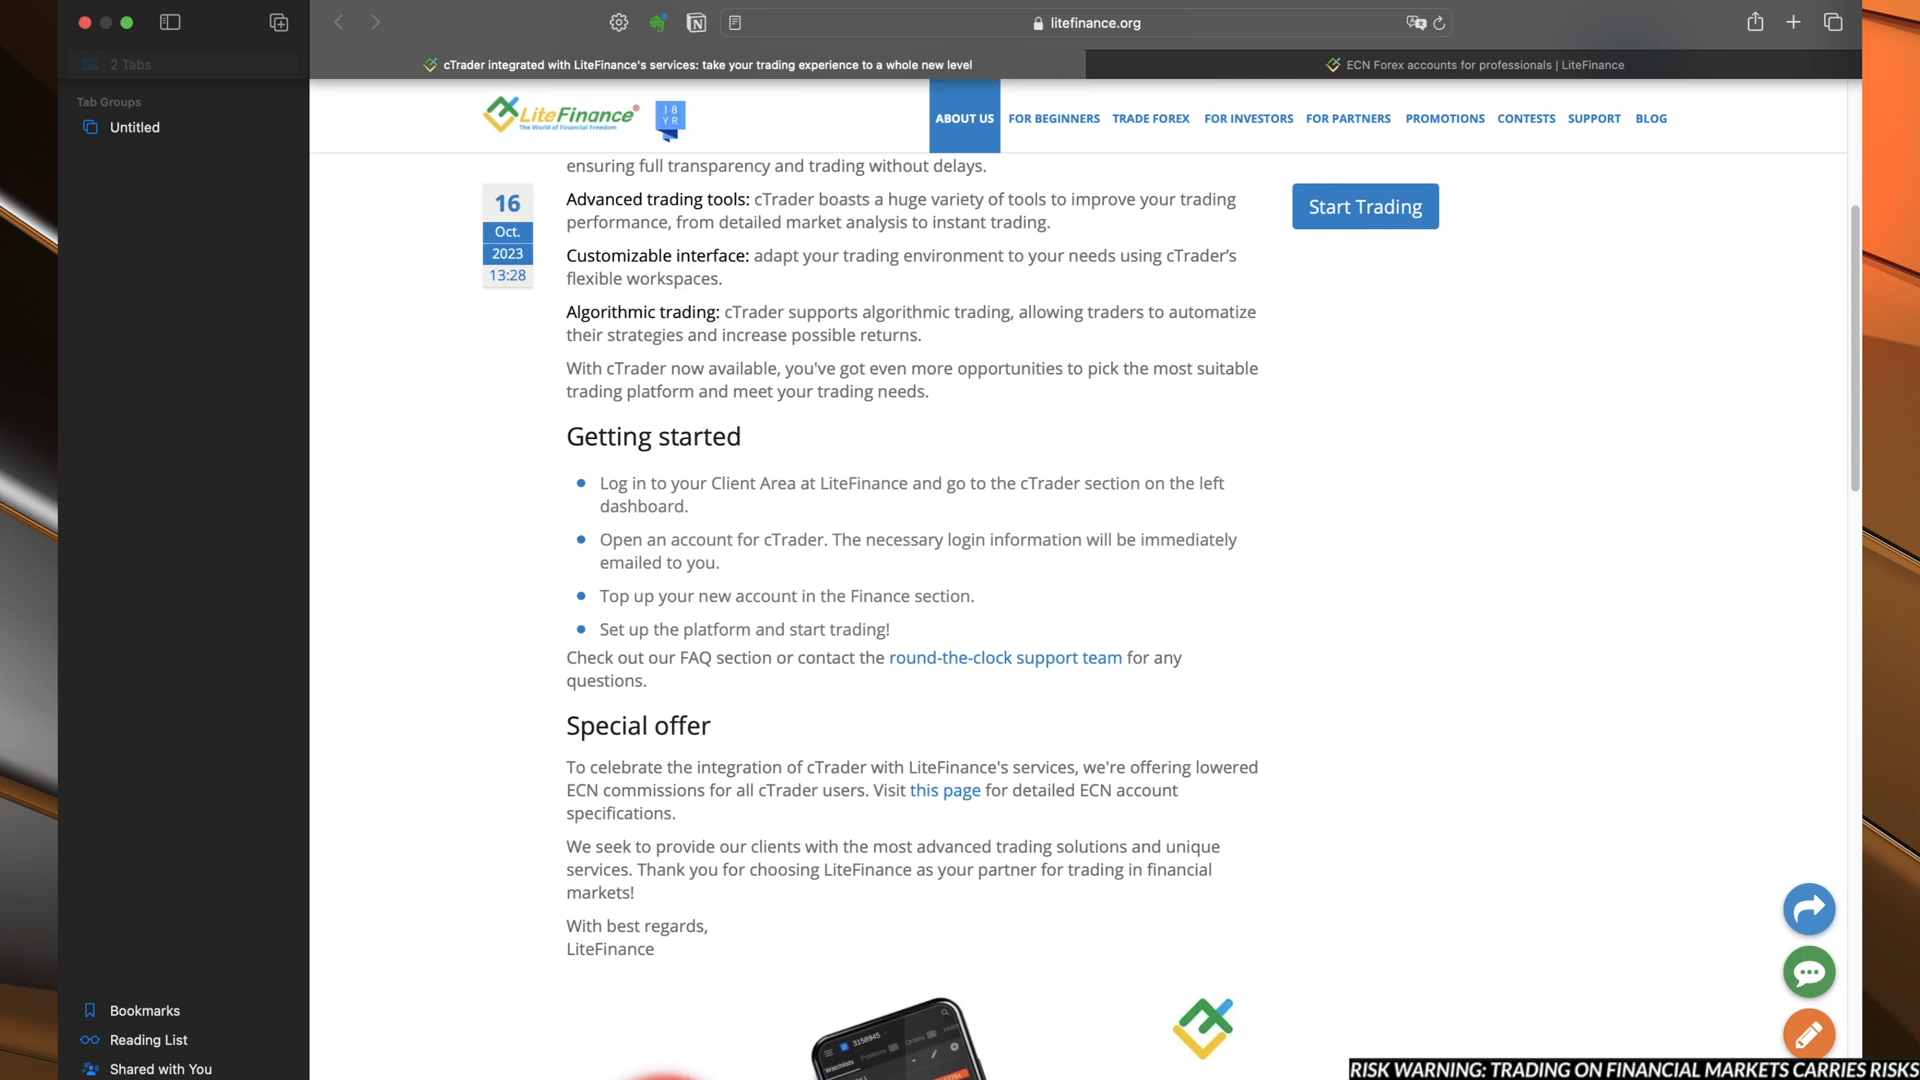 litefinance.org
2 Tabs
cTrader integrated with LiteFinance's services: take your trading experience to a whole new level
ECN Forex accounts for professionals | LiteFinance
Tab Groups
Untitled
LiteFinance®
The World of Financial Freedom
18
YR
ABOUT US FOR BEGINNERS TRADE FOREX FOR INVESTORS FOR PARTNERS PROMOTIONS CONTESTS SUPPORT BLOG
ensuring full transparency and trading without delays.
16
Oct.
2023
13:28
Advanced trading tools: cTrader boasts a huge variety of tools to improve your trading
performance, from detailed market analysis to instant trading.
Start Trading
Customizable interface: adapt your trading environment to your needs using cTrader’s
flexible workspaces.
Algorithmic trading: cTrader supports algorithmic trading, allowing traders to automatize
their strategies and increase possible returns.
With cTrader now available, you've got even more opportunities to pick the most suitable
trading platform and meet your trading needs.
Getting started
Log in to your Client Area at LiteFinance and go to the cTrader section on the left
dashboard.
Open an account for cTrader. The necessary login information will be immediately
emailed to you.
Top up your new account in the Finance section.
Set up the platform and start trading!
Check out our FAQ section or contact the round-the-clock support team for any
questions.
Special offer
To celebrate the integration of cTrader with LiteFinance's services, we're offering lowered
ECN commissions for all cTrader users. Visit this page for detailed ECN account
specifications.
We seek to provide our clients with the most advanced trading solutions and unique
services. Thank you for choosing LiteFinance as your partner for trading in financial
markets!
With best regards,
LiteFinance
3158945
Watchlists Positions Orders
Bookmarks
Reading List
Shared with You
RISK WARNING: TRADING ON FINANCIAL MARKETS CARRIES RISKS